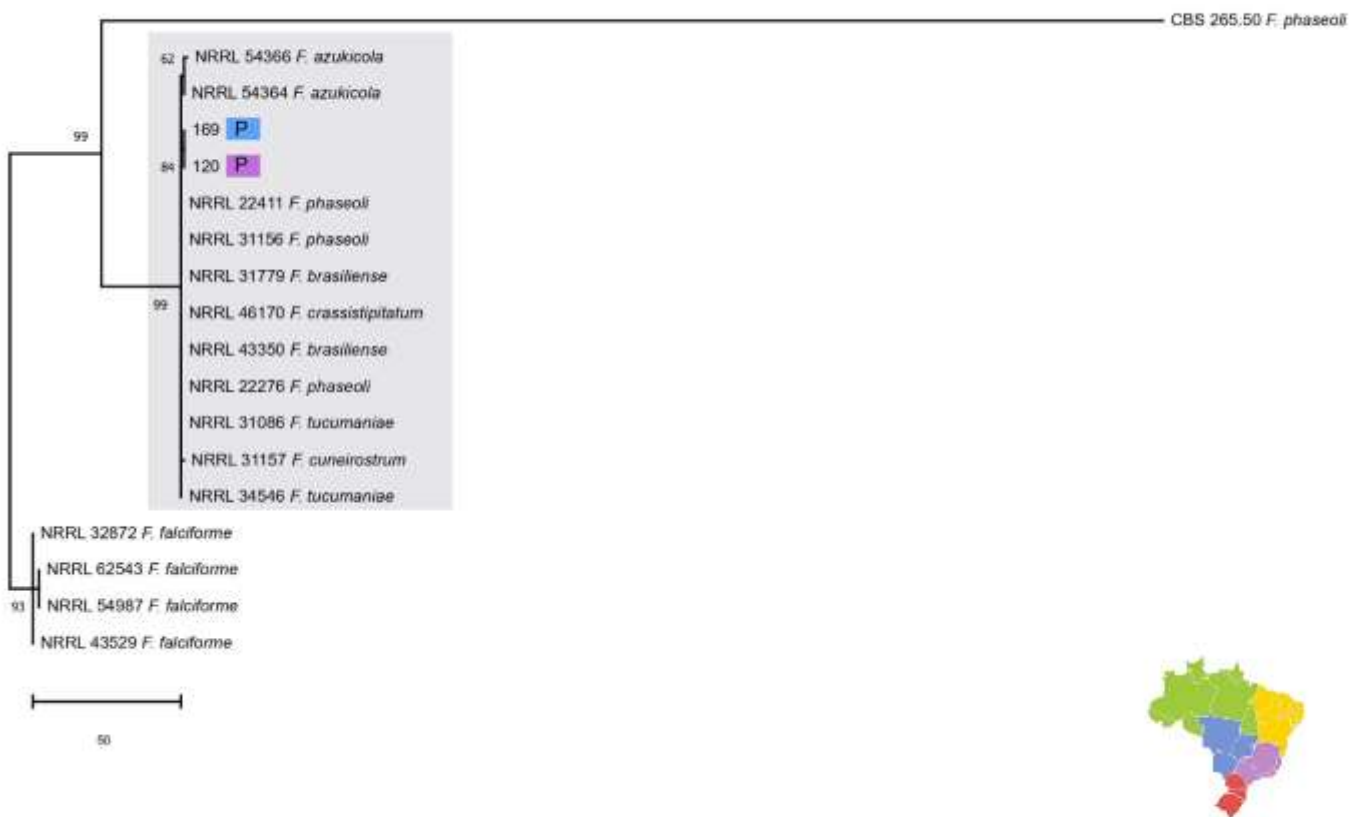 CBS 265.50 F. phaseoli
62
NRRL 54366 F. azukicola
NRRL 54364 F. azukicola
99
169 P
84
120 P
NRRL 22411 F. phaseoli
NRRL 31156 F. phaseoli
NRRL 31779 F. brasiliense
99
NRRL 46170 F. crassistipitatum
NRRL 43350 F. brasiliense
NRRL 22276 F. phaseoli
NRRL 31086 F. tucumaniae
NRRL 31157 F. cuneirostrum
NRRL 34546 F. tucumaniae
NRRL 32872 F. falciforme
NRRL 62543 F. falciforme
93
NRRL 54987 F. falciforme
NRRL 43529 F. falciforme
50